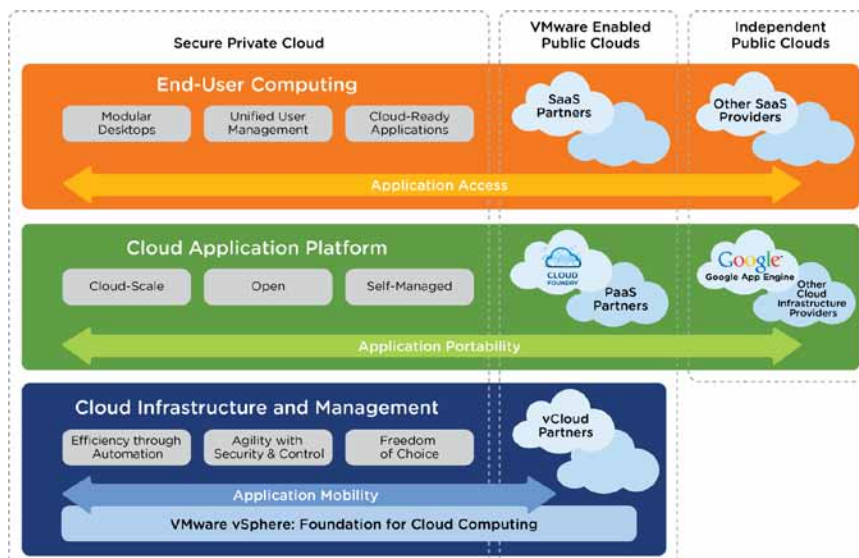 Secure Private Cloud
VMware Enabled
Public Clouds
Independent
Public Clouds
End-User Computing
Modular
Desktops
Unified User
Management
Cloud-Ready
Applications
SaaS
Partners
Other SaaS
Providers
Application Access
Cloud Application Platform
Cloud-Scale
Open
Self-Managed
CLOUD
FOUNDRY
PaaS
Partners
Google
Google App Engine
Other
Cloud
Infrastructure
Providers
Application Portability
Cloud Infrastructure and Management
Efficiency through
Automation
Agility with
Security & Control
Freedom
of Choice
vCloud
Partners
Application Mobility
VMware vSphere: Foundation for Cloud Computing